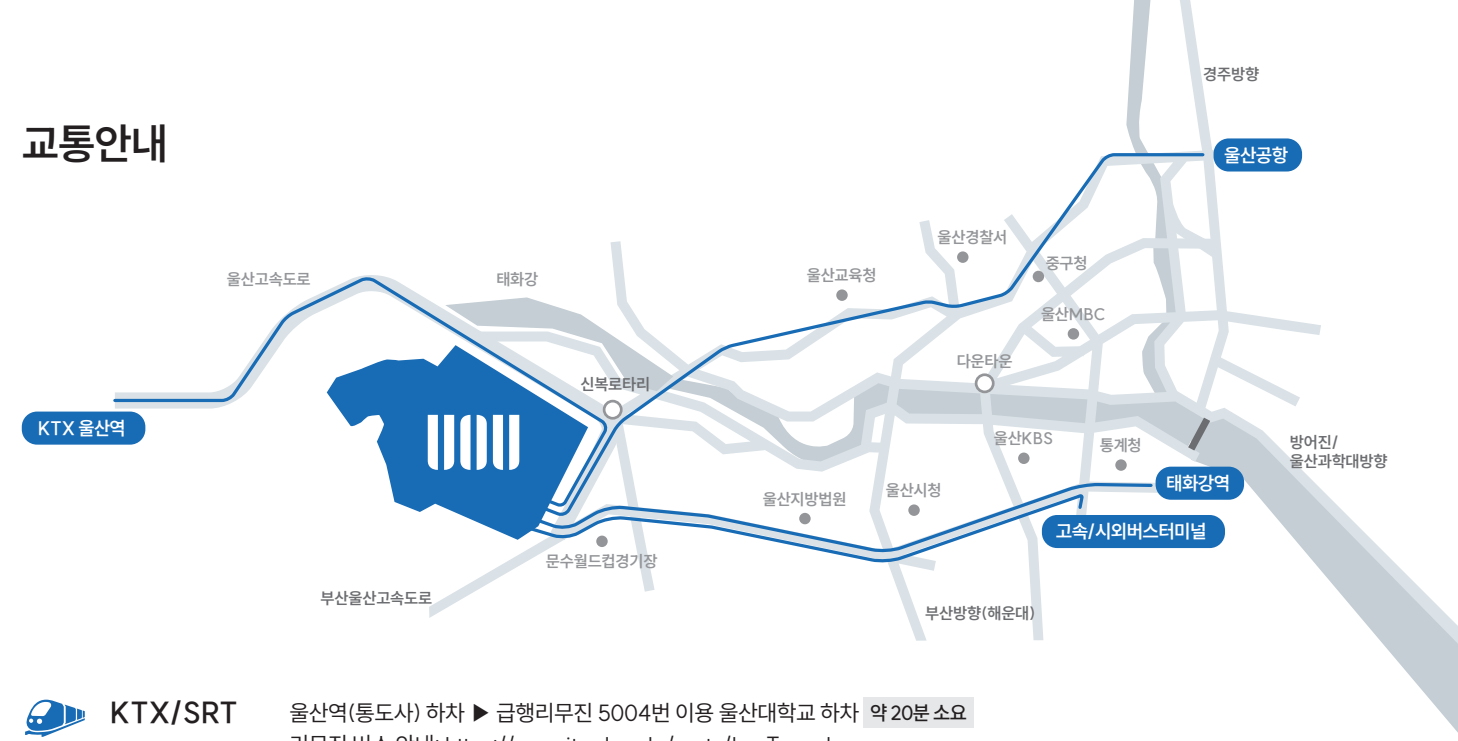 경주방향
교통안내
울산공항
울산경찰서
중구청
울산고속도로
태화강
울산교육청
울산MBC
다운타운
신복로타리
KTX 울산역
UOU
울산KBS
통계청
방어진/
울산과학대방향
태화강역
울산지방법원
울산시청
고속/시외버스터미널
문수월드컵경기장
부산울산고속도로
부산방향(해운대)
KTX/SRT
울산역(통도사) 하차 ▶ 급행리무진 5004번 이용 울산대학교 하차 약 20분 소요